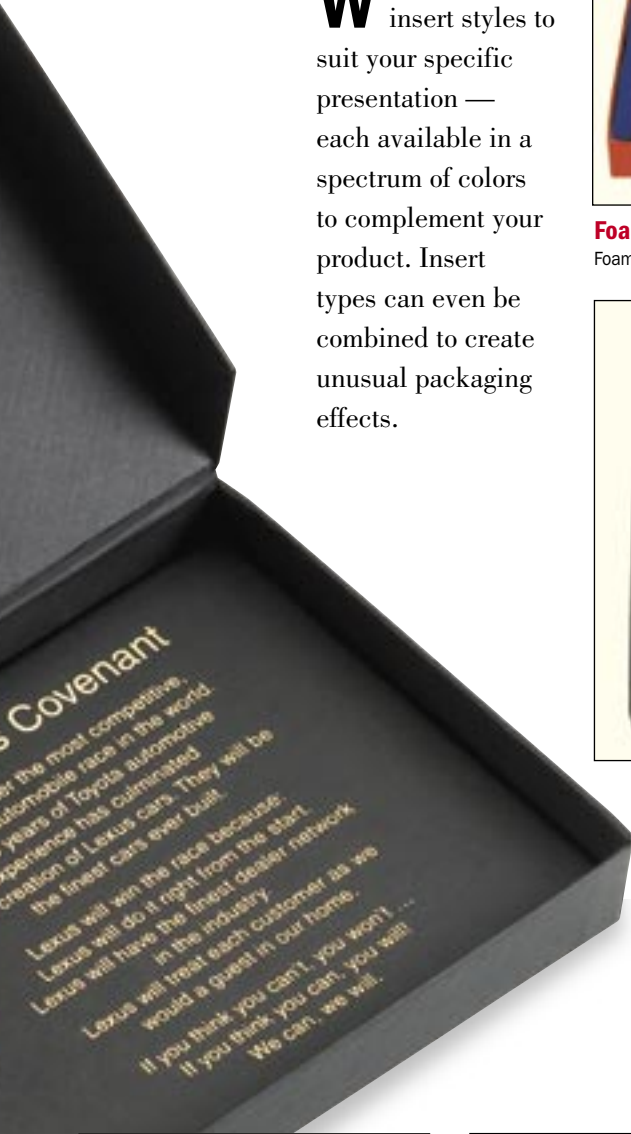 W insert styles to
suit your specific
presentation —
each available in a
spectrum of colors
to complement your
product. Insert
types can even be
combined to create
unusual packaging
effects.
Foa
Foam
s Covenant
er the most competitive,
utomobile race in the world.
years of Toyota automotive
xperience has culminated
creation of Lexus cars. They will be
the finest cars ever built.
Lexus will win the race because:
Lexus will do it right from the start.
Lexus will have the finest dealer network
in the industry.
Lexus will treat each customer as we
would a guest in our home.
If you think you can't, you won't ...
If you think you can, you will!
We can, we will.